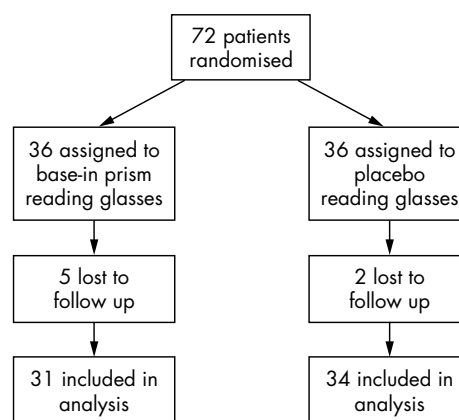 72 patients
randomised
36 assigned to
base-in prism
reading glasses
36 assigned to
placebo
reading glasses
5 lost to
follow up
2 lost to
follow up
31 included in
analysis
34 included in
analysis